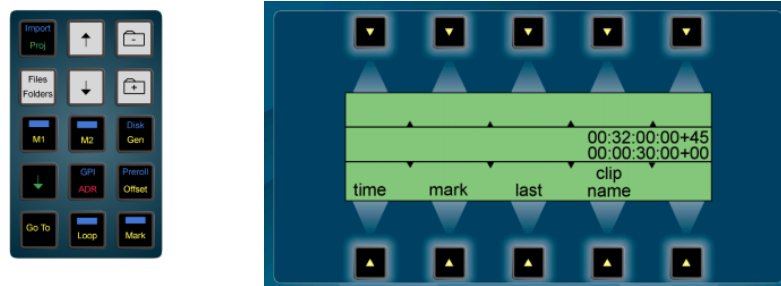 Import
Proj
Files
Folders
M1
M2
Disk
Gen
GPI
ADR
Preroll
Offset
Go To
Loop
Mark
00:32:00:00+45
00:00:30:00+00
time
mark
last
clip
name